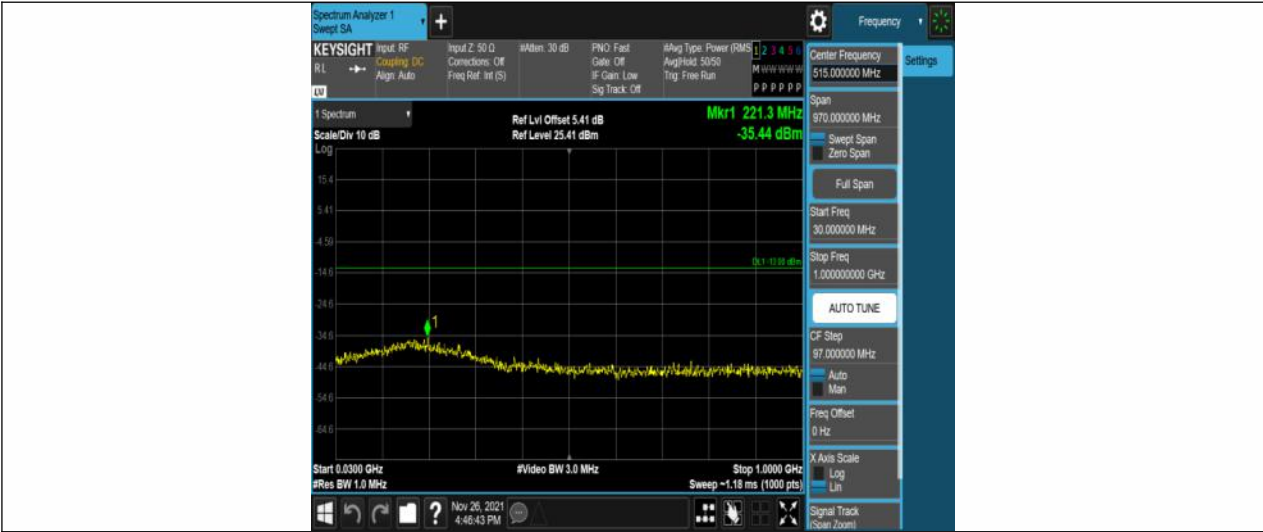 Spectrum Analyzer 1
Swept SA
Frequency
KEYSIGHT
RL
LV
Input: RF
Coupling: DC
Align: Auto
Input Z: 50 Ω
Corrections: Off
Freq Ref: Int (S)
#Atten: 30 dB
PNO: Fast
Gate: Off
IF Gain: Low
Sig Track: Off
#Avg Type: Power (RMS
Avg|Hold: 50/50
Trig: Free Run
1 2 3 4 5 6
M W W W W W
P P P P P P
Center Frequency
515.000000 MHz
Settings
1 Spectrum
Scale/Div 10 dB
Ref Lvl Offset 5.41 dB
Ref Level 25.41 dBm
Mkr1 221.3 MHz
-35.44 dBm
Log
15.4
5.41
-4.59
-14.6
-24.6
-34.6
-44.6
-54.6
-64.6
DL1 -13.00 dBm
1
Span
970.000000 MHz
Swept Span
Zero Span
Full Span
Start Freq
30.000000 MHz
Stop Freq
1.000000000 GHz
AUTO TUNE
CF Step
97.000000 MHz
Auto
Man
Freq Offset
0 Hz
X Axis Scale
Log
Lin
Signal Track
(Span Zoom)
Start 0.0300 GHz
#Res BW 1.0 MHz
#Video BW 3.0 MHz
Stop 1.0000 GHz
Sweep ~1.18 ms (1000 pts)
?
Nov 26, 2021
4:46:43 PM